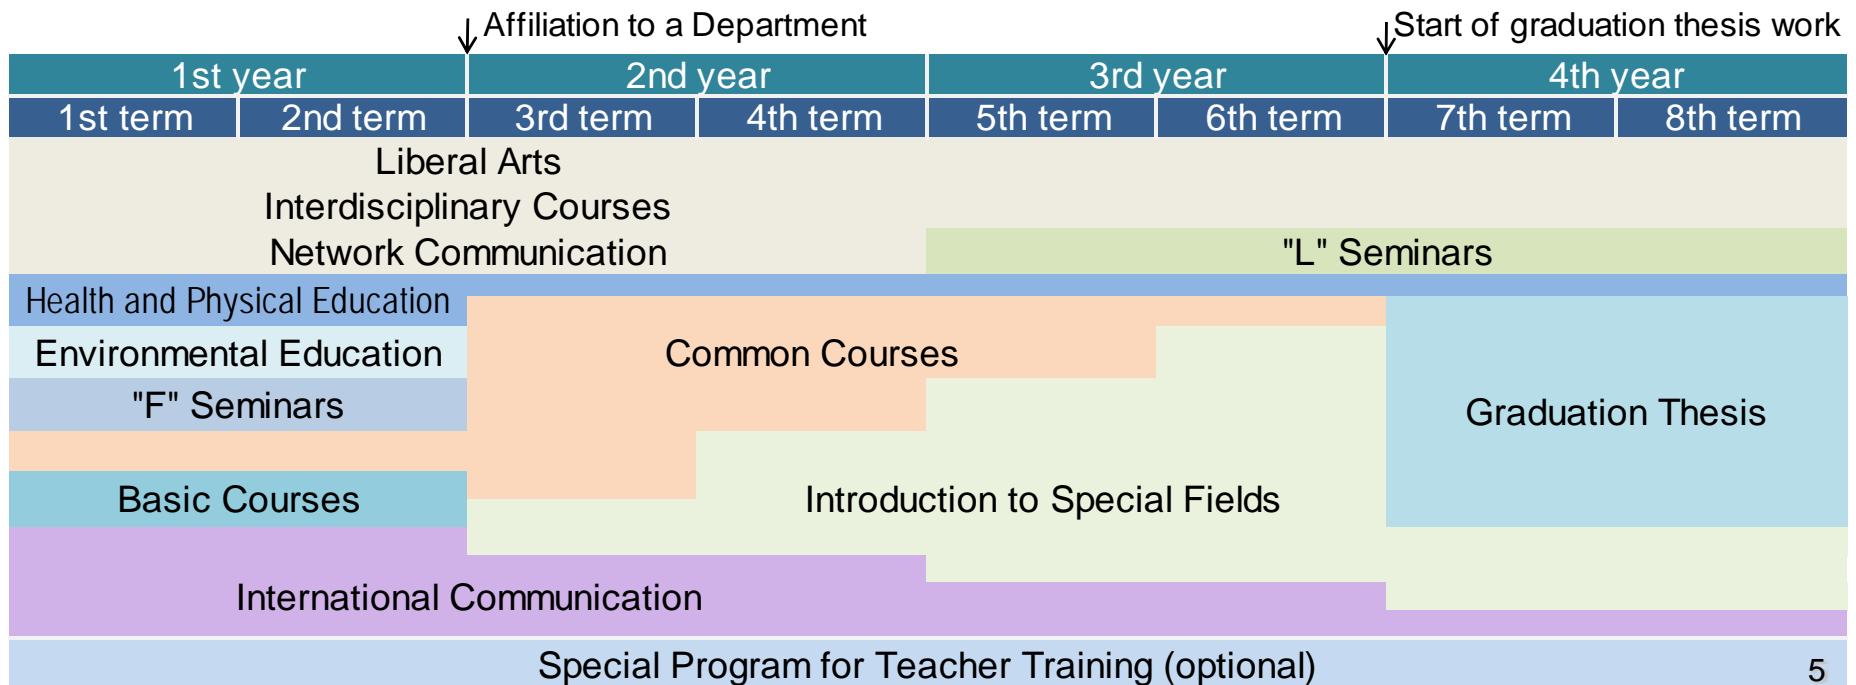 Affiliation to a Department
Start of graduation thesis work
1st year 2nd year 3rd year 4th year
1st term 2nd term 3rd term 4th term 5th term 6th term 7th term 8th term
Liberal Arts
Interdisciplinary Courses
Network Communication
"L" Seminars
Health and Physical Education
Environmental Education
Common Courses
"F" Seminars
Graduation Thesis
Basic Courses
Introduction to Special Fields
International Communication
Special Program for Teacher Training (optional)
5